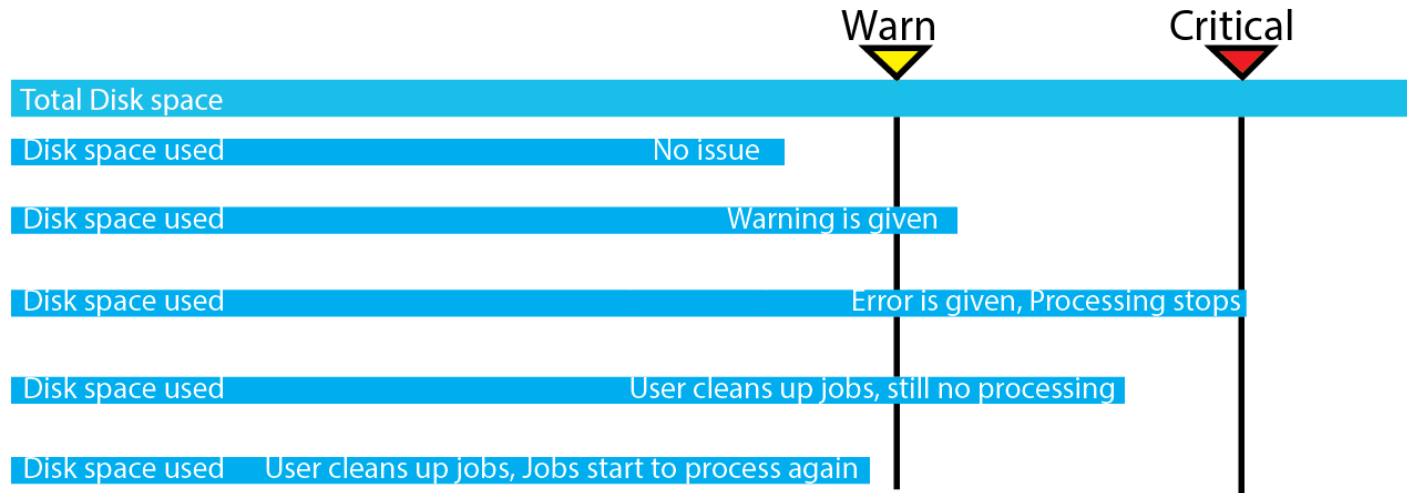 Warn
Critical
Total Disk space
Disk space used No issue
Disk space used Warning is given
Disk space used Error is given, Processing stops
Disk space used User cleans up jobs, still no processing
Disk space used User cleans up jobs, Jobs start to process again